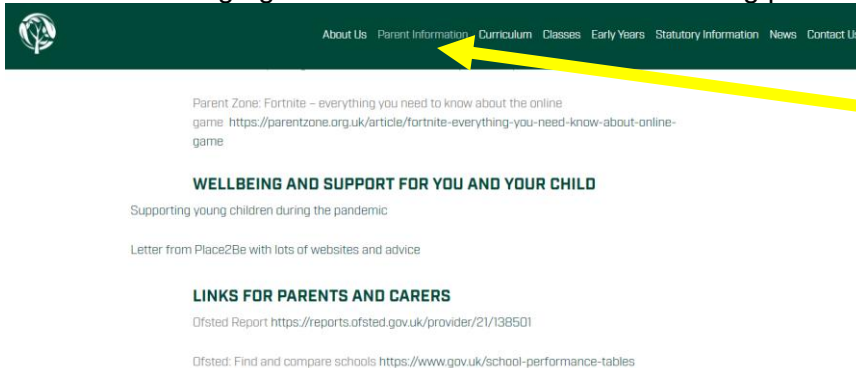 About Us Parent Information Curriculum Classes Early Years Statutory Information News Contact Us
Parent Zone: Fortnite – everything you need to know about the online
game https://parentzone.org.uk/article/fortnite-everything-you-need-know-about-online-
game
WELLBEING AND SUPPORT FOR YOU AND YOUR CHILD
Supporting young children during the pandemic
Letter from Place2Be with lots of websites and advice
LINKS FOR PARENTS AND CARERS
Ofsted Report https://reports.ofsted.gov.uk/provider/21/138501
Ofsted: Find and compare schools https://www.gov.uk/school-performance-tables